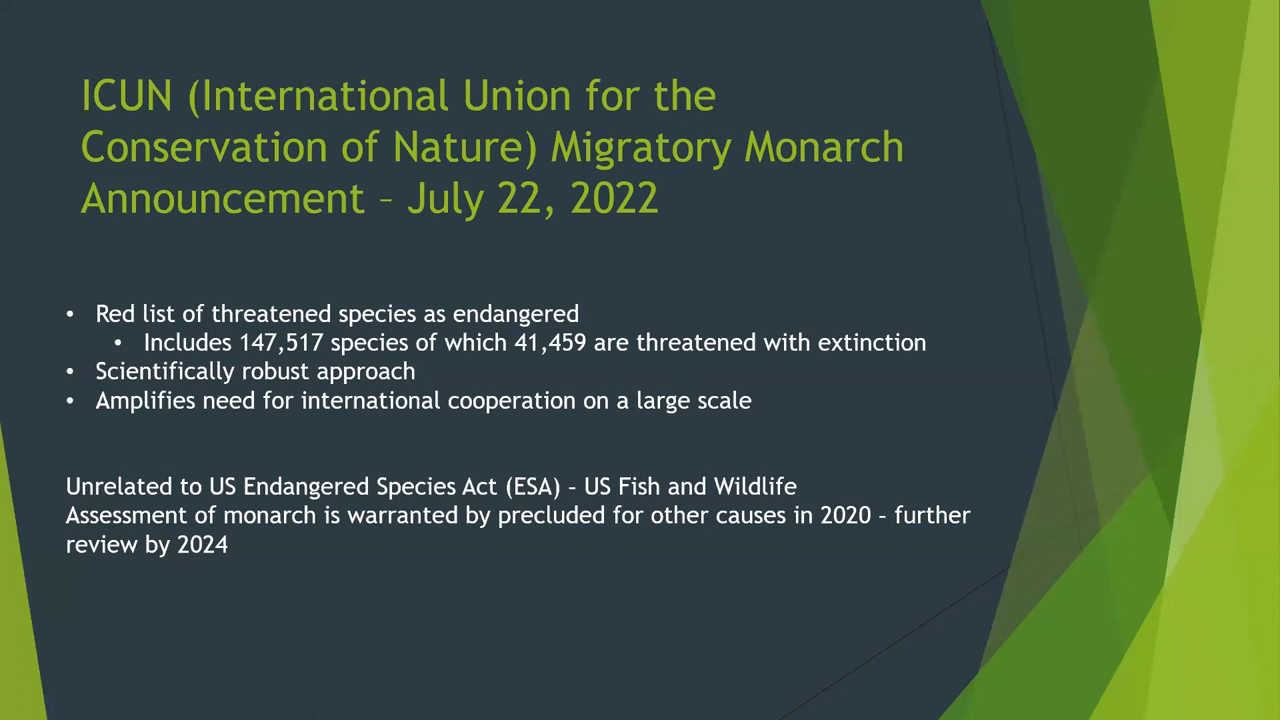 ICUN (International Union for the
Conservation of Nature) Migratory Monarch
Announcement – July 22, 2022
• Red list of threatened species as endangered
• Includes 147,517 species of which 41,459 are threatened with extinction
• Scientifically robust approach
• Amplifies need for international cooperation on a large scale
Unrelated to US Endangered Species Act (ESA) – US Fish and Wildlife
Assessment of monarch is warranted by precluded for other causes in 2020 – further
review by 2024